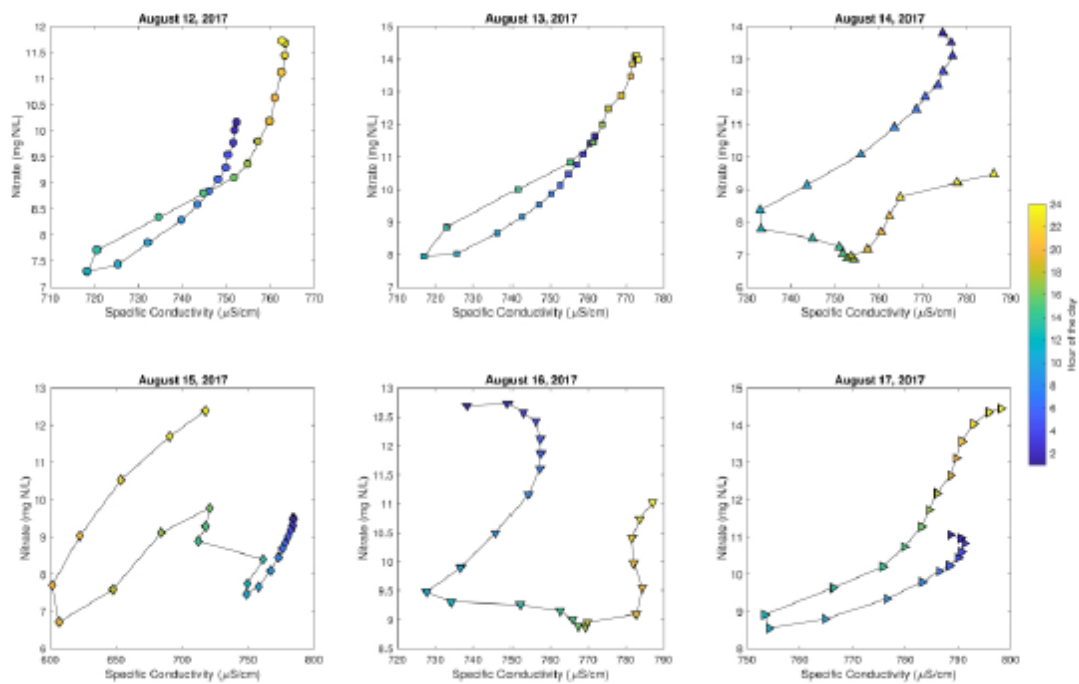 August 12, 2017
12
11.5
11
10.5
10
9.5
9
8.5
8
7.5
7
Nitrate (mg N/L)
710 720 730 740 750 760 770
Specific Conductivity (μS/cm)
August 13, 2017
15
14
13
12
11
10
9
8
7
Nitrate (mg N/L)
700 710 720 730 740 750 760 770 780
Specific Conductivity (μS/cm)
August 14, 2017
14
13
12
11
10
9
8
7
6
Nitrate (mg N/L)
730 740 750 760 770 780 790
Specific Conductivity (μS/cm)
August 15, 2017
13
12
11
10
9
8
7
6
Nitrate (mg N/L)
600 650 700 750 800
Specific Conductivity (μS/cm)
August 16, 2017
13
12.5
12
11.5
11
10.5
10
9.5
9
8.5
Nitrate (mg N/L)
720 730 740 750 760 770 780 790
Specific Conductivity (μS/cm)
August 17, 2017
15
14
13
12
11
10
9
8
Nitrate (mg N/L)
750 760 770 780 790 800
Specific Conductivity (μS/cm)
24
22
20
18
16
14
12
10
8
6
4
2
Hour of the day